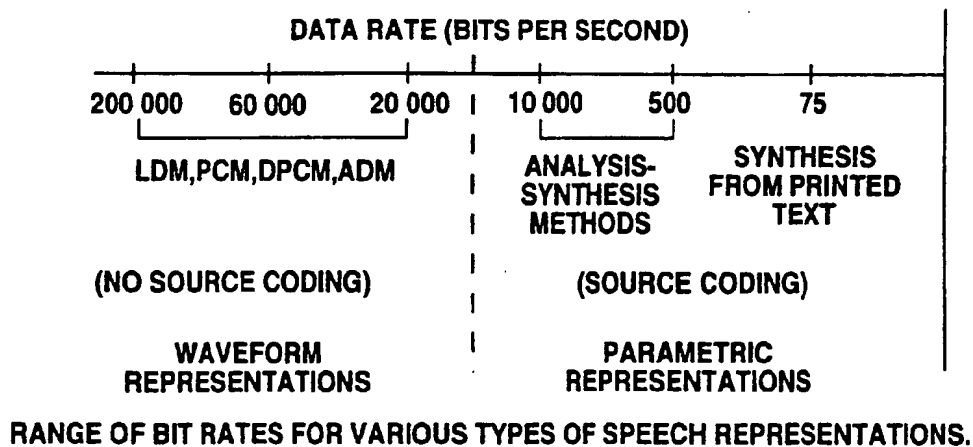 DATA RATE (BITS PER SECOND)
200 000 60 000 20 000 10 000 500 75
LDM,PCM,DPCM,ADM
ANALYSIS-
SYNTHESIS
METHODS
SYNTHESIS
FROM PRINTED
TEXT
(NO SOURCE CODING) (SOURCE CODING)
WAVEFORM
REPRESENTATIONS
PARAMETRIC
REPRESENTATIONS
RANGE OF BIT RATES FOR VARIOUS TYPES OF SPEECH REPRESENTATIONS.